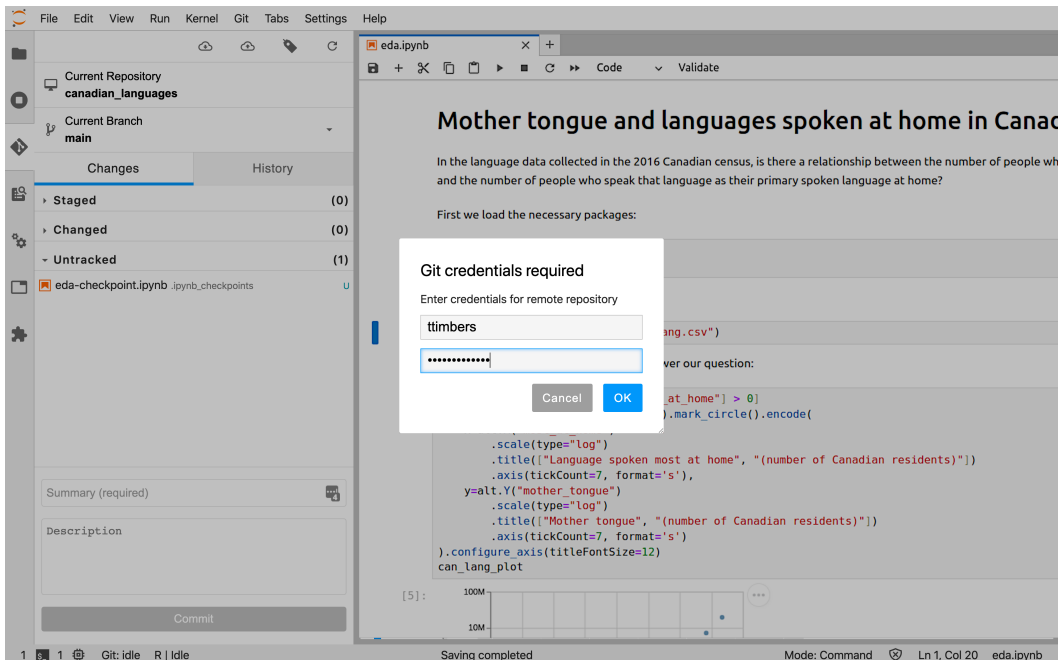 File Edit View Run Kernel Git Tabs Settings Help
Current Repository
canadian_languages
Current Branch
main
Changes History
Staged (0)
Changed (0)
Untracked (1)
eda-checkpoint.ipynb .ipynb_checkpoints U
Summary (required)
Description
Commit
eda.ipynb
Code Validate
Mother tongue and languages spoken at home in Canad
In the language data collected in the 2016 Canadian census, is there a relationship between the number of people wh
and the number of people who speak that language as their primary spoken language at home?
First we load the necessary packages:
Git credentials required
Enter credentials for remote repository
ttimbers
•••••••••••••
Cancel OK
ang.csv")
ver our question:
_at_home"] > 0]
).mark_circle().encode(
.scale(type="log")
.title(["Language spoken most at home", "(number of Canadian residents)"])
.axis(tickCount=7, format='s'),
y=alt.Y("mother_tongue")
.scale(type="log")
.title(["Mother tongue", "(number of Canadian residents)"])
.axis(tickCount=7, format='s')
).configure_axis(titleFontSize=12)
can_lang_plot
[5]:
100M
10M
1 1 Git: idle R | Idle Saving completed Mode: Command Ln 1, Col 20 eda.ipynb